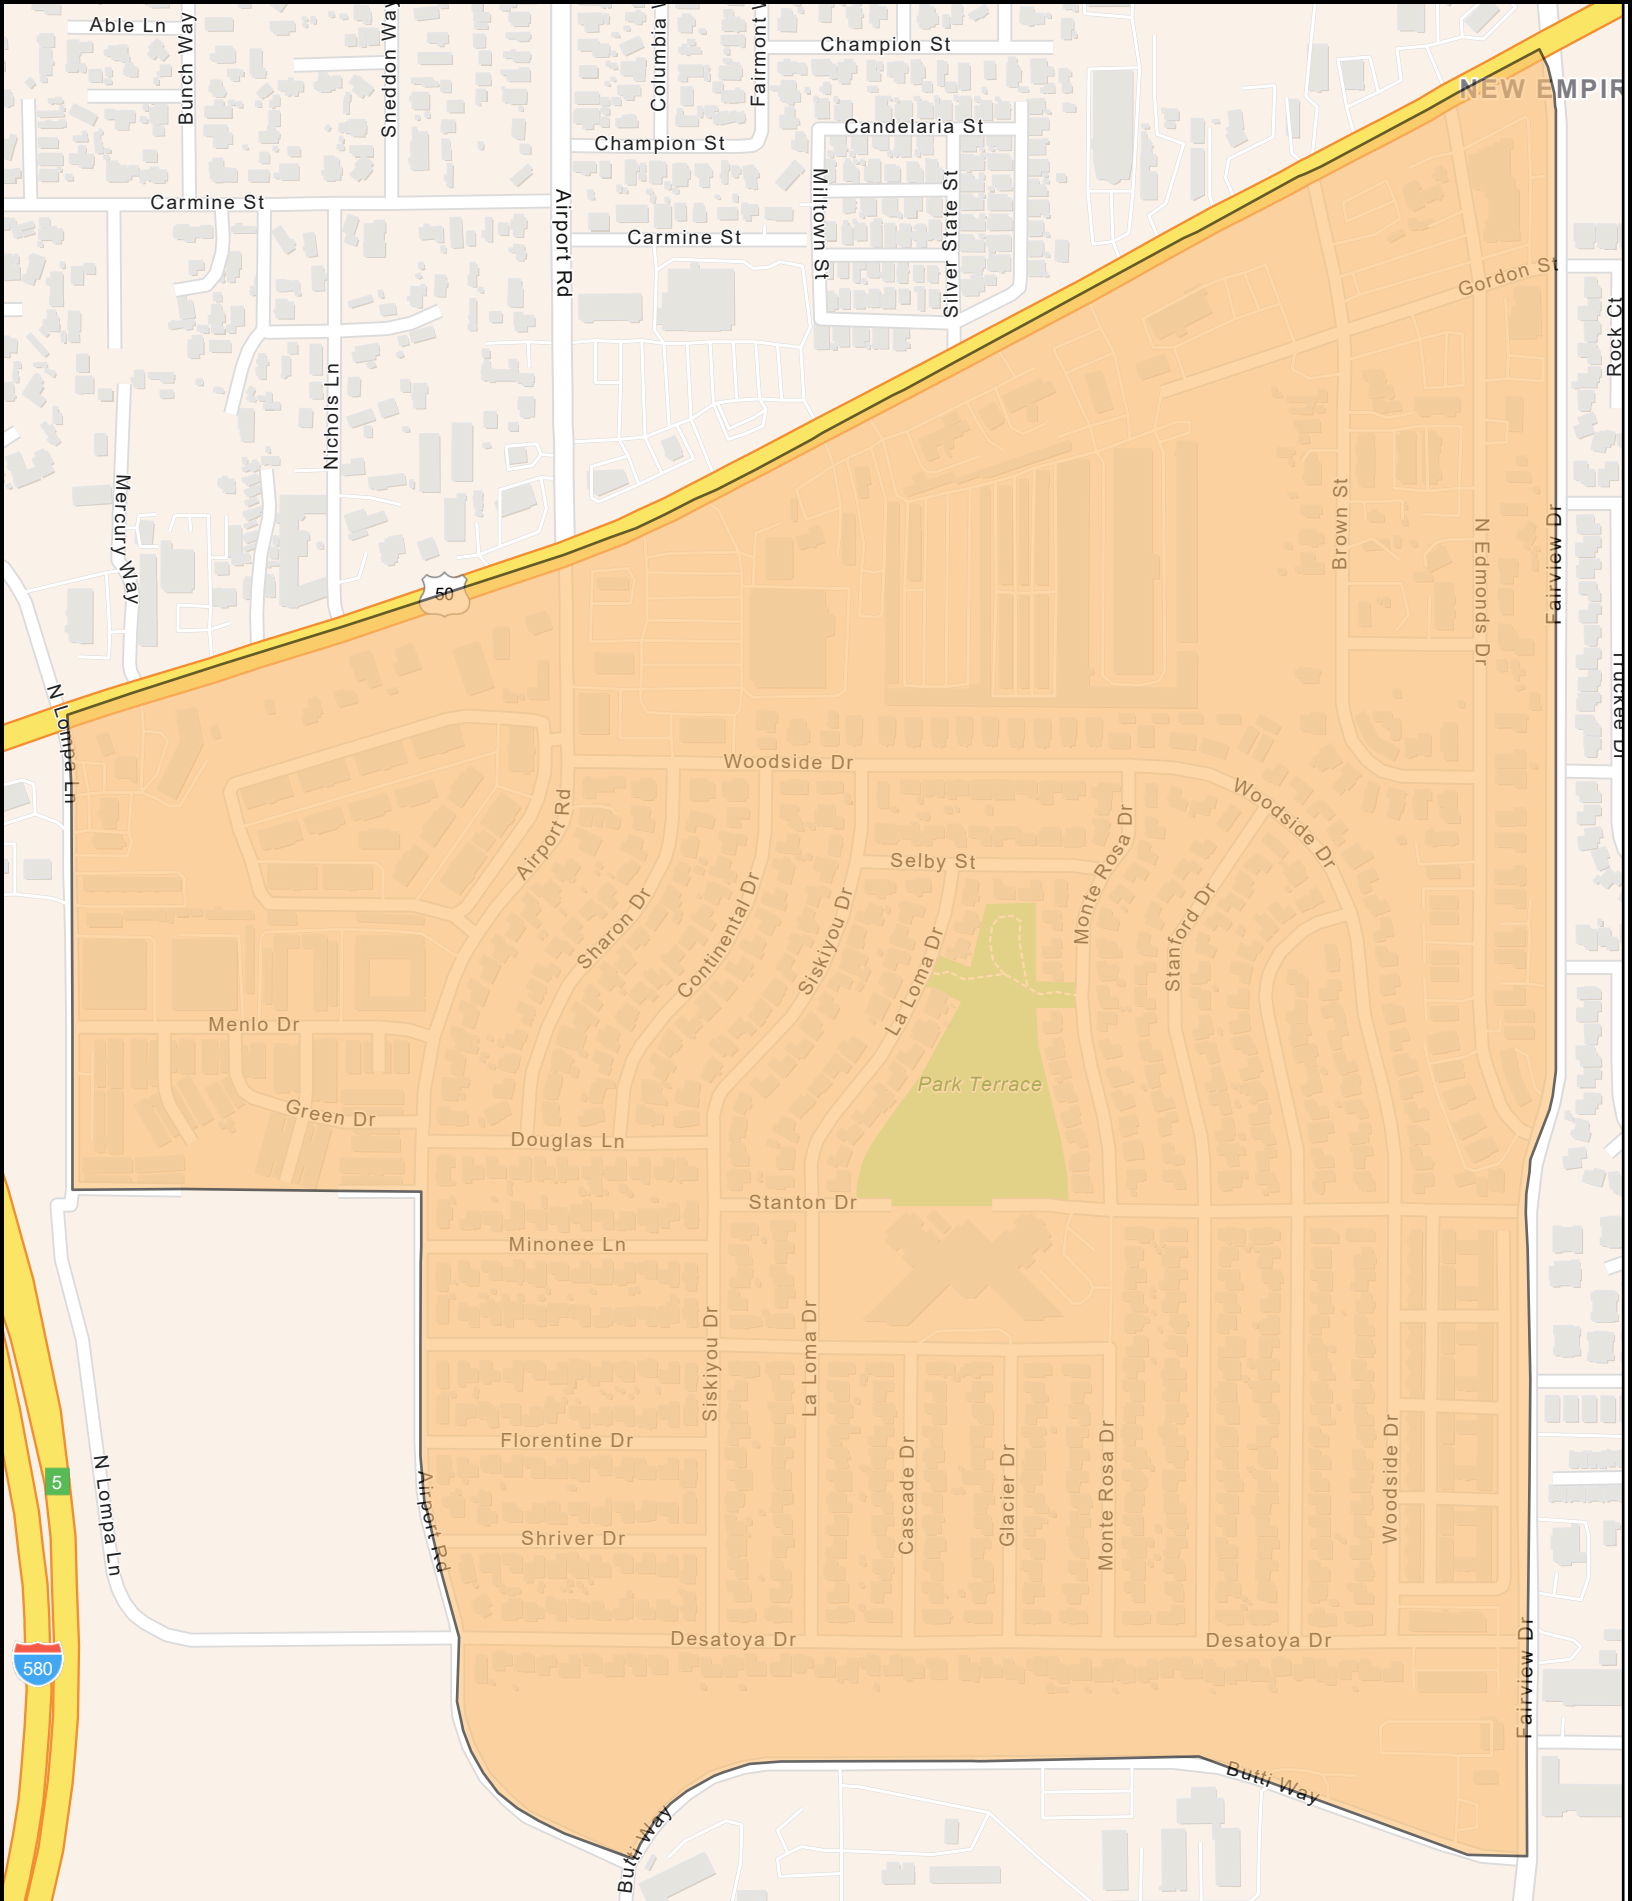 Able Ln
Bunch Way
Sneddon Way
Columbia
Fairmont
Champion St
NEW EMPIR
Champion St
Candelaria St
Carmine St
Airport Rd
Milltown St
Silver State St
Carmine St
Gordon St
Rock Ct
Nichols Ln
Mercury Way
Brown St
N Edmonds Dr
Fairview Dr
50
N Lompa Ln
Truckee Dr
Woodside Dr
Woodside Dr
Airport Rd
Selby St
Monte Rosa Dr
Sharon Dr
Continental Dr
Siskiyou Dr
La Loma Dr
Stanford Dr
Menlo Dr
Park Terrace
Green Dr
Douglas Ln
Stanton Dr
Minonee Ln
Siskiyou Dr
La Loma Dr
Florentine Dr
Cascade Dr
Glacier Dr
Monte Rosa Dr
Woodside Dr
5
N Lompa Ln
Airport Rd
Shriver Dr
Desatoya Dr
Desatoya Dr
580
Fairview Dr
Butti Way
Butti Way